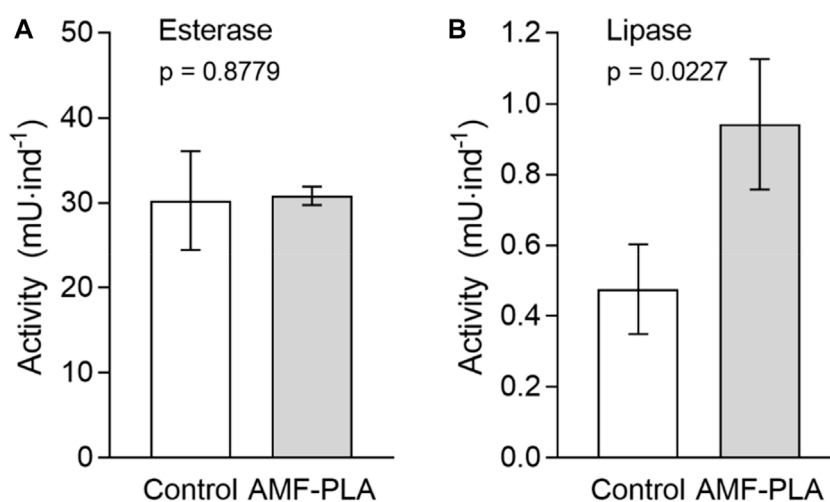 A
Esterase
p = 0.8779
Activity (mU·ind⁻¹)
50
40
30
20
10
0
Control AMF-PLA
B
Lipase
p = 0.0227
Activity (mU·ind⁻¹)
1.2
1.0
0.8
0.6
0.4
0.2
0.0
Control AMF-PLA